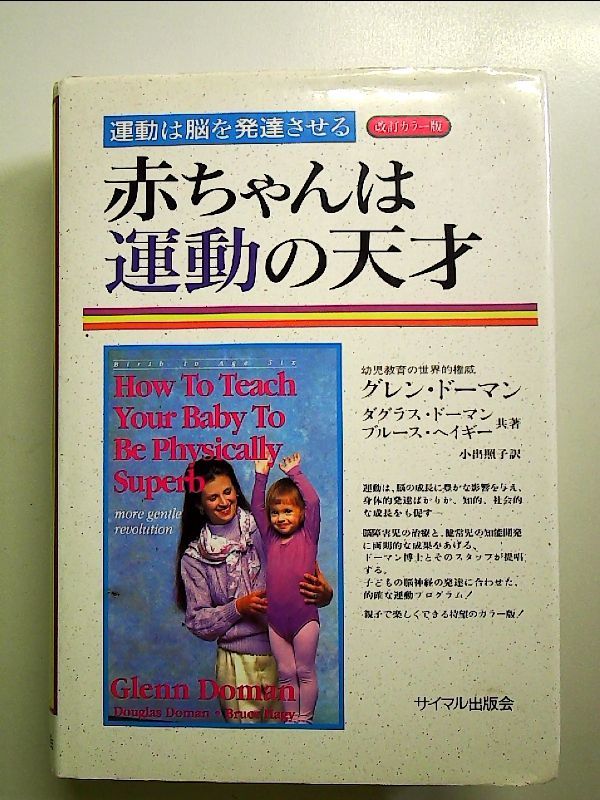 運動は脳を発達させる
改訂カラー版
赤ちゃんは
運動の天才
Birth to Age Six
How To Teach
Your Baby To
Be Physically
Superb
more gentle
revolution
Glenn Doman
Douglas Doman • Bruce Hagy
幼児教育の世界的権威
グレン・ドーマン
ダグラス・ドーマン
ブルース・ヘイギー
共著
小出照子訳
運動は、脳の成長に豊かな影響を与え、
身体的発達ばかりか、知的、社会的
な成長をも促す—
脳障害児の治療と、健常児の知能開発
に画期的な成果をあげる、
ドーマン博士とそのスタッフが提唱
する、
子どもの脳神経の発達に合わせた、
的確な運動プログラム!
親子で楽しくできる待望のカラー版!
サイマル出版会